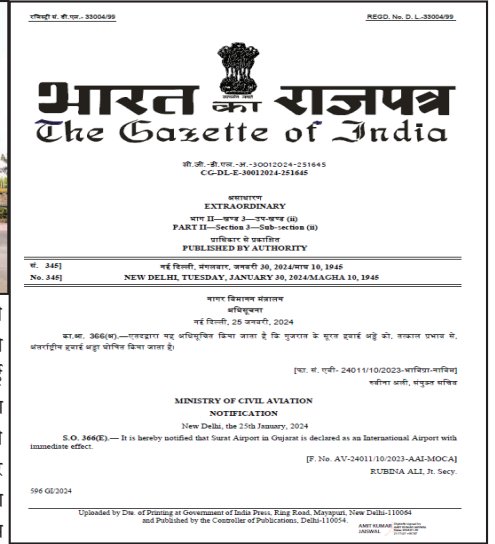 रजिस्ट्री सं. डी.एल.- 33004/99 REGD. No. D. L.-33004/99
भारत का राजपत्र
The Gazette of India
सी.जी.-डी.एल.-अ.-30012024-251645
CG-DL-E-30012024-251645
असाधारण
EXTRAORDINARY
भाग II—खण्ड 3—उप-खण्ड (ii)
PART II—Section 3—Sub-section (ii)
प्राधिकार से प्रकाशित
PUBLISHED BY AUTHORITY
सं. 345] नई दिल्ली, मंगलवार, जनवरी 30, 2024/माघ 10, 1945
No. 345] NEW DELHI, TUESDAY, JANUARY 30, 2024/MAGHA 10, 1945
नागर विमानन मंत्रालय
अधिसूचना
नई दिल्ली, 25 जनवरी, 2024
का.आ. 366(अ).—एतद्द्वारा यह अधिसूचित किया जाता है कि गुजरात के सूरत हवाई अड्डे को, तत्काल प्रभाव से,
अंतर्राष्ट्रीय हवाई अड्डा घोषित किया जाता है।
[फा. सं. एवी- 24011/10/2023-भाविप्रा-नाविम]
रुबीना अली, संयुक्त सचिव
MINISTRY OF CIVIL AVIATION
NOTIFICATION
New Delhi, the 25th January, 2024
S.O. 366(E).— It is hereby notified that Surat Airport in Gujarat is declared as an International Airport with
immediate effect.
[F. No. AV-24011/10/2023-AAI-MOCA]
RUBINA ALI, Jt. Secy.
596 GI/2024
Uploaded by Dte. of Printing at Government of India Press, Ring Road, Mayapuri, New Delhi-110064
and Published by the Controller of Publications, Delhi-110054.
AMIT KUMAR
JAISWAL